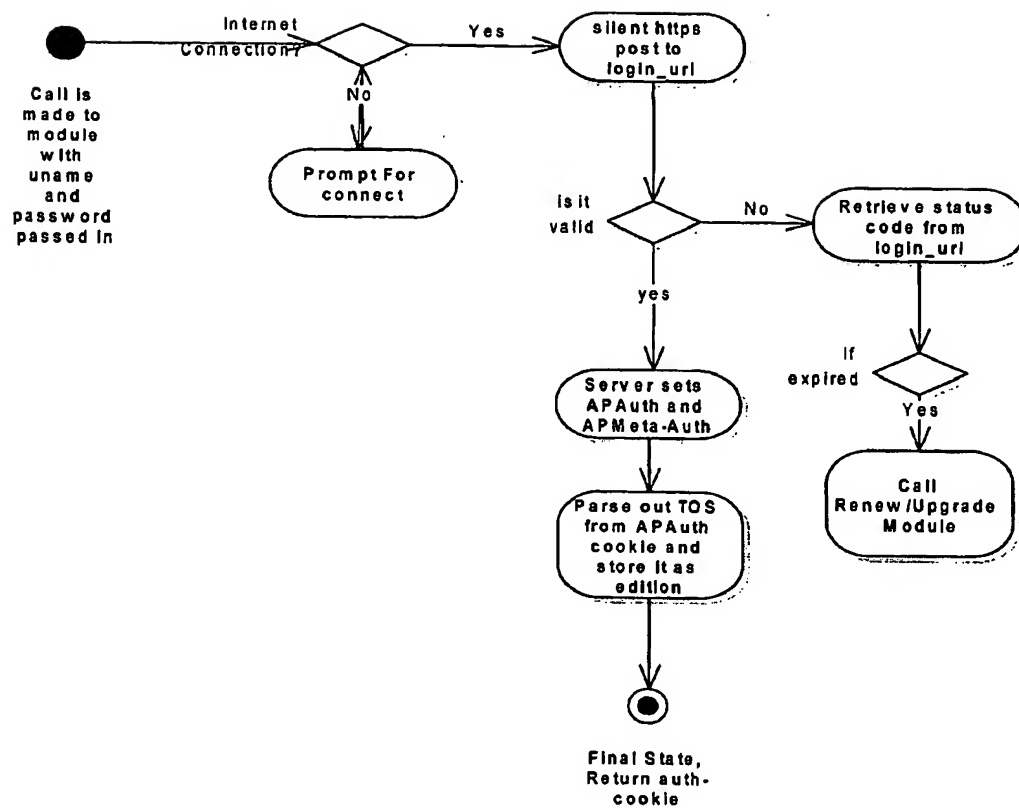 Internet
Connection?
Yes
silent https
post to
login_url
Call is
made to
module
with
uname
and
password
passed in
No
Prompt For
connect
is it
valid
No
Retrieve status
code from
login_url
yes
If
expired
Yes
Server sets
APAuth and
APMeta-Auth
Call
Renew/Upgrade
Module
Parse out TOS
from APAuth
cookie and
store it as
edition
Final State,
Return auth-
cookie